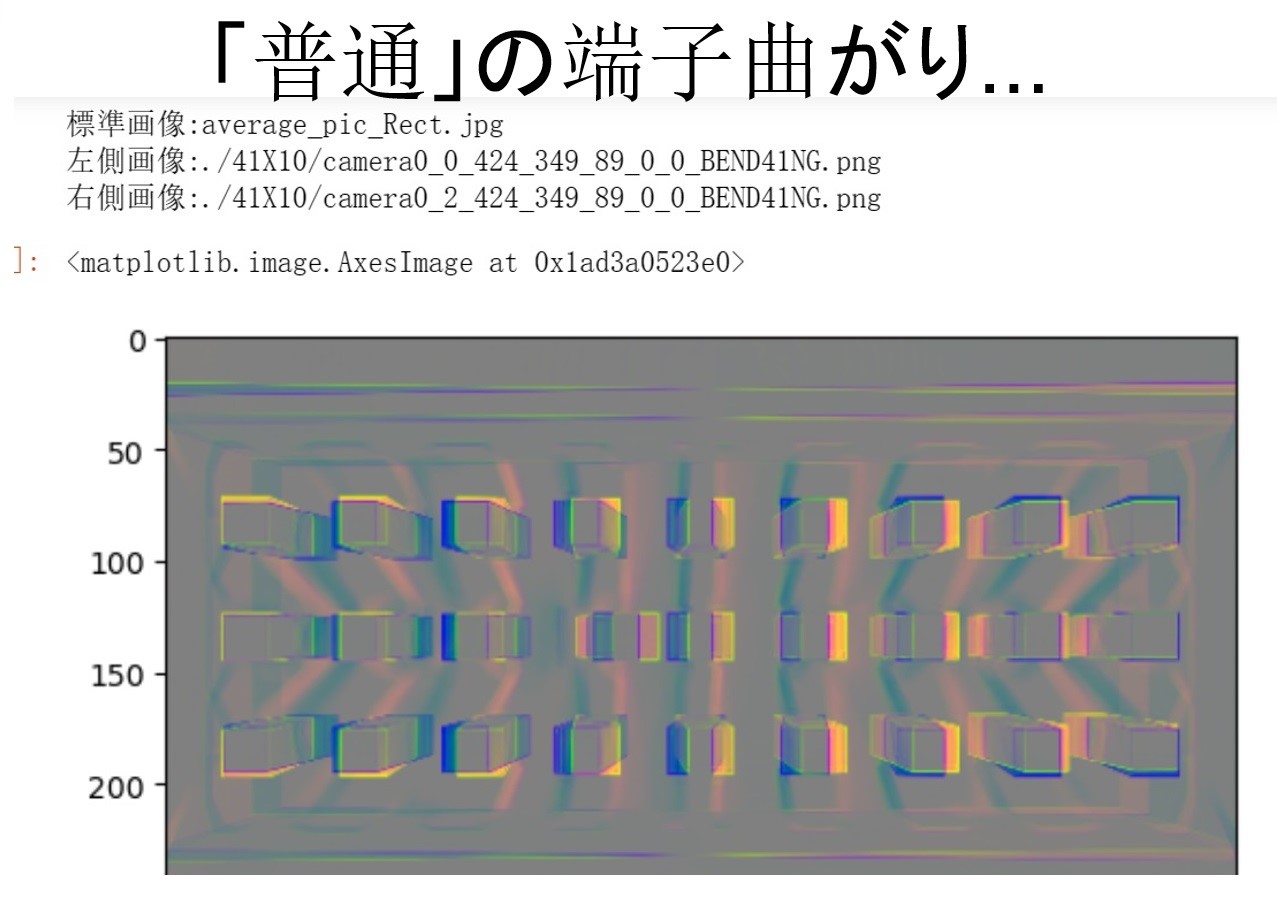 「普通」の端子曲がり...
標準画像:average_pic_Rect.jpg
左側画像:./41X10/camera0_0_424_349_89_0_0_BEND41NG.png
右側画像:./41X10/camera0_2_424_349_89_0_0_BEND41NG.png
]: <matplotlib.image.AxesImage at 0x1ad3a0523e0>
0
50
100
150
200